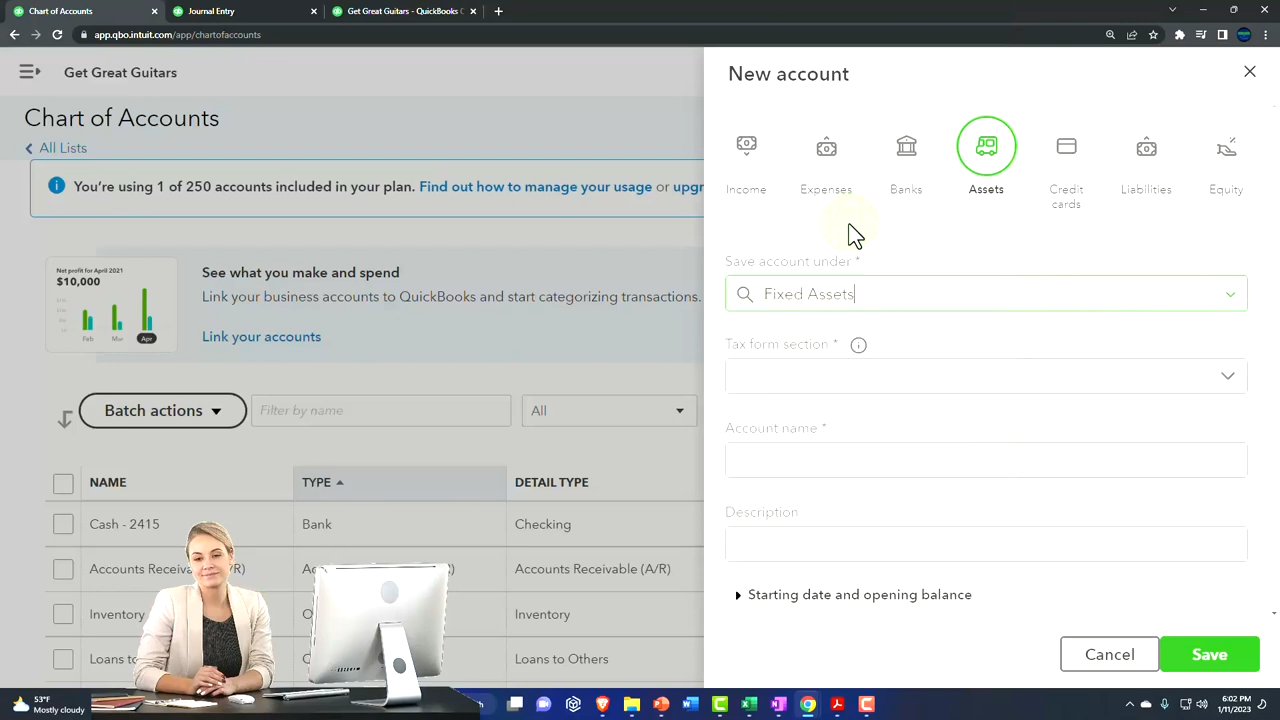 Chart of Accounts
Journal Entry
Get Great Guitars - QuickBooks C
app.qbo.intuit.com/app/chartofaccounts
Get Great Guitars
Chart of Accounts
All Lists
You're using 1 of 250 accounts included in your plan. Find out how to manage your usage or upgr
Net profit for April 2021
$10,000
Feb Mar Apr
See what you make and spend
Link your business accounts to QuickBooks and start categorizing transactions.
Link your accounts
Batch actions
Filter by name
All
NAME TYPE DETAIL TYPE
Cash - 2415 Bank Checking
Accounts Receiva R) Ac Accounts Receivable (A/R)
Inventory O Inventory
Loans to O Loans to Others
New account
Income Expenses Banks Assets Credit cards Liabilities Equity
Save account under *
Fixed Assets
Tax form section *
Account name *
Description
Starting date and opening balance
Cancel Save
53°F
Mostly cloudy
6:02 PM
1/11/2023